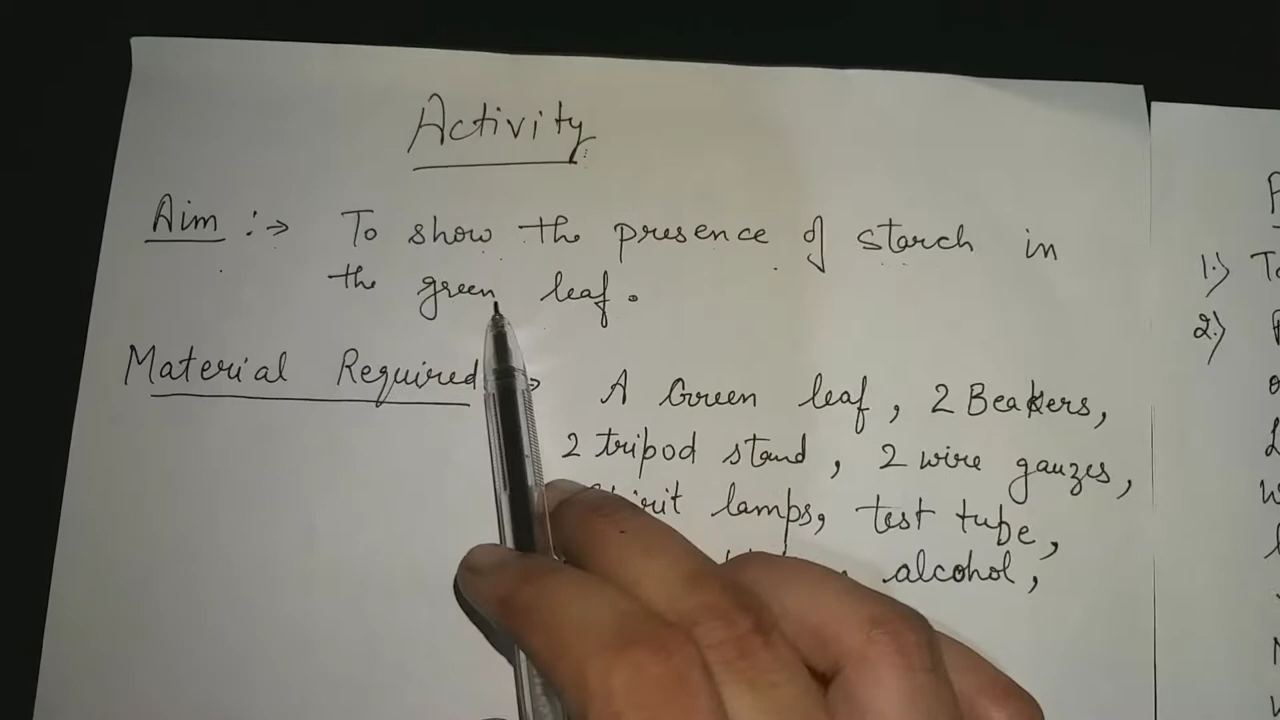 Activity
Aim :→ To show the presence of starch in
the green leaf.
Material Required → A Green leaf, 2 Beakers,
2 tripod stand, 2 wire gauzes,
lamps, test tube,
alcohol,
1.) To
2.)